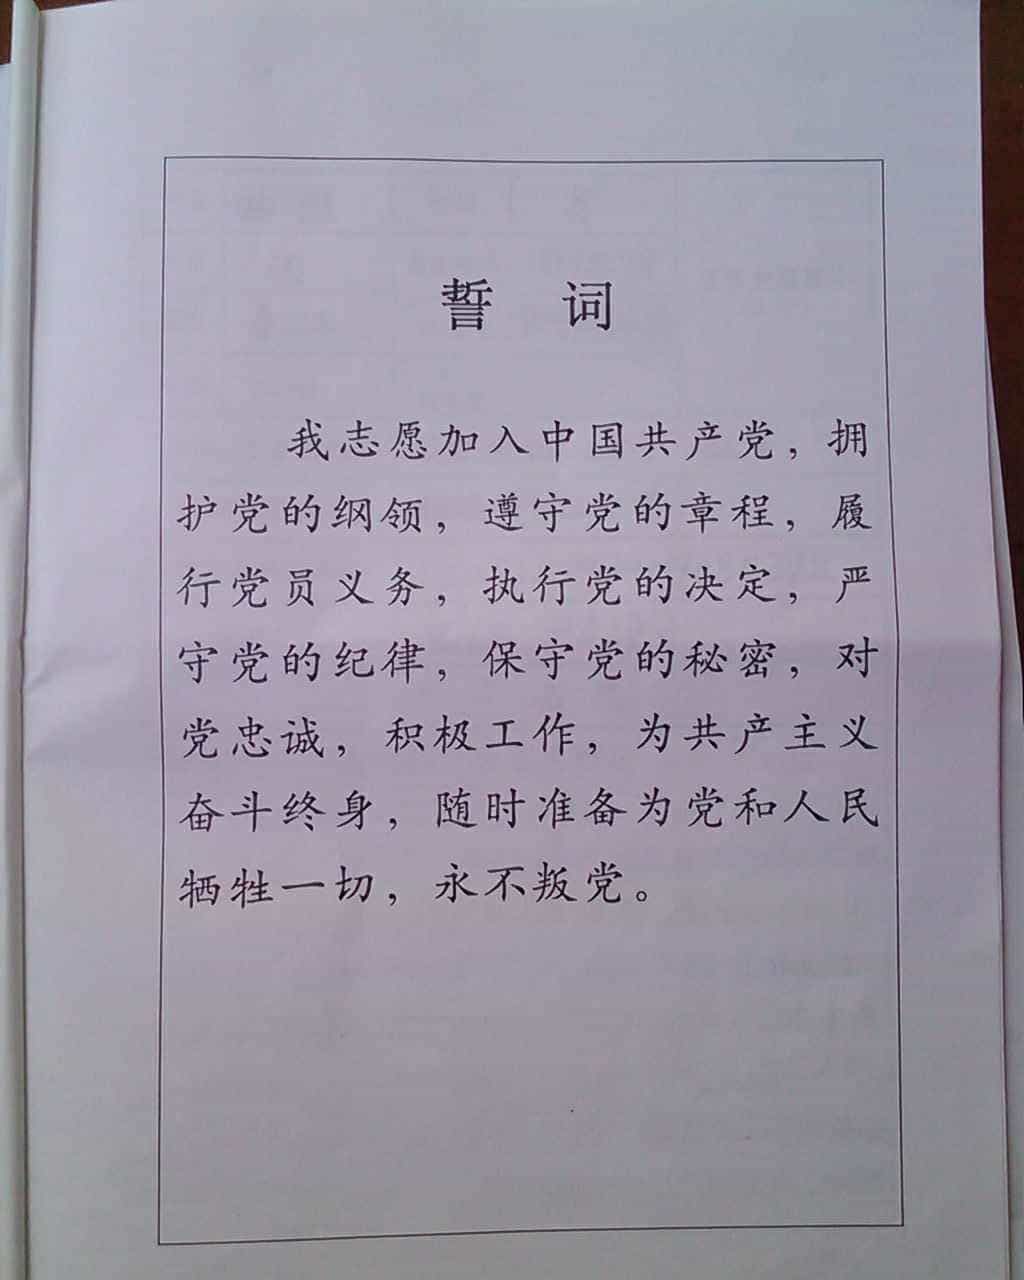 誓 词
我志愿加入中国共产党，拥
护党的纲领，遵守党的章程，履
行党员义务，执行党的决定，严
守党的纪律，保守党的秘密，对
党忠诚，积极工作，为共产主义
奋斗终身，随时准备为党和人民
牺牲一切，永不叛党。